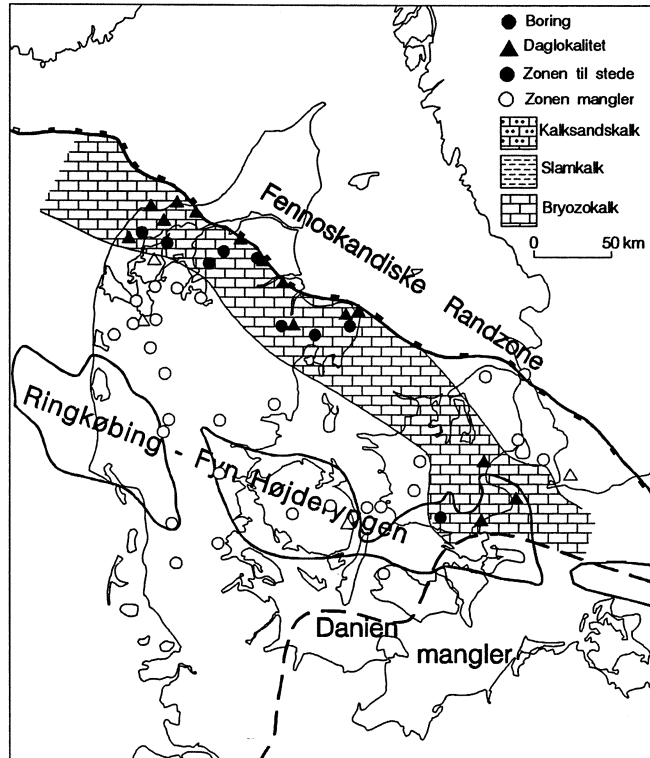 Boring
Daglokalitet
Zonen til stede
Zonen mangler
Kalksandskalk
Slamkalk
Bryozokalk
0 50 km
Fennoskandiske Randzone
Ringkøbing - Fyn Højderyggen
Danien
mangler